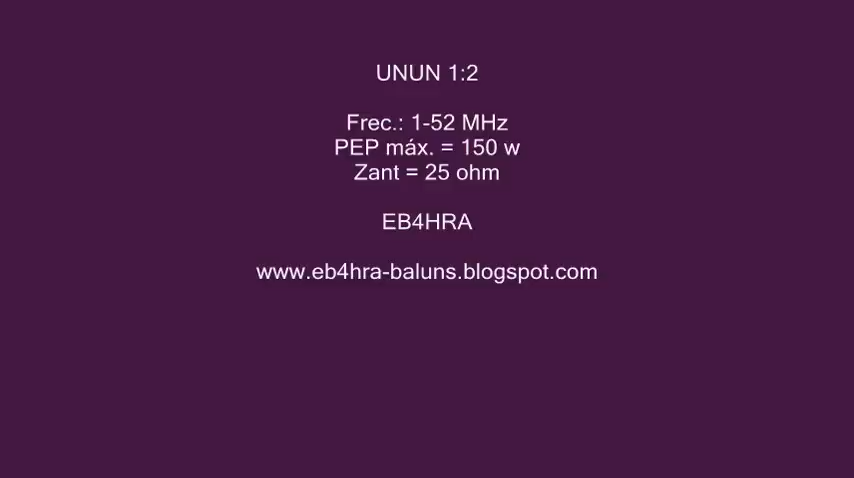 UNUN 1:2
Frec.: 1-52 MHz
PEP máx. = 150 w
Zant = 25 ohm
EB4HRA
www.eb4hra-baluns.blogspot.com